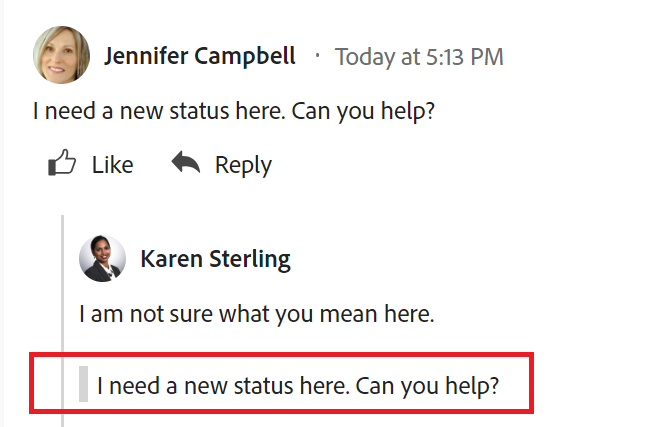 Jennifer Campbell · Today at 5:13 PM
I need a new status here. Can you help?
Like Reply
Karen Sterling
I am not sure what you mean here.
I need a new status here. Can you help?